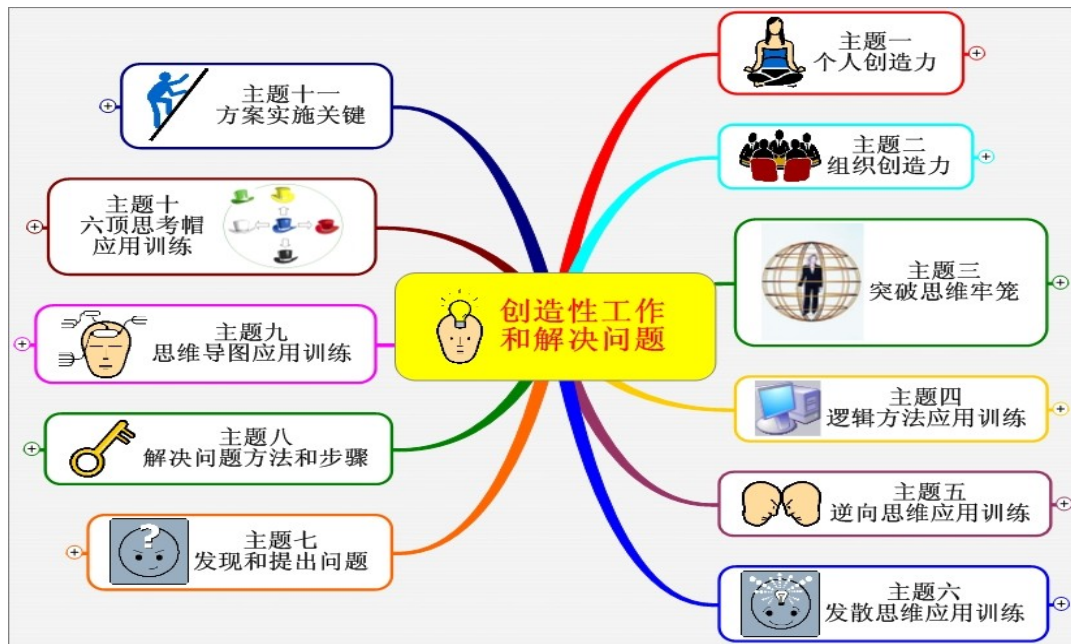 创造性工作
和解决问题
主题一
个人创造力
主题二
组织创造力
主题三
突破思维牢笼
主题四
逻辑方法应用训练
主题五
逆向思维应用训练
主题六
发散思维应用训练
主题七
发现和提出问题
主题八
解决问题方法和步骤
主题九
思维导图应用训练
主题十
六顶思考帽
应用训练
主题十一
方案实施关键